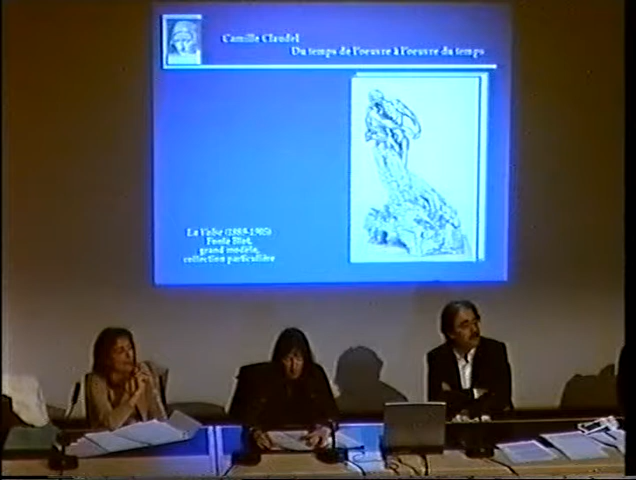 Camille Claudel
Du temps de l'oeuvre à l'oeuvre du temps
La Valse (1889-1905)
Fonte Blot,
grand modèle,
collection particulière